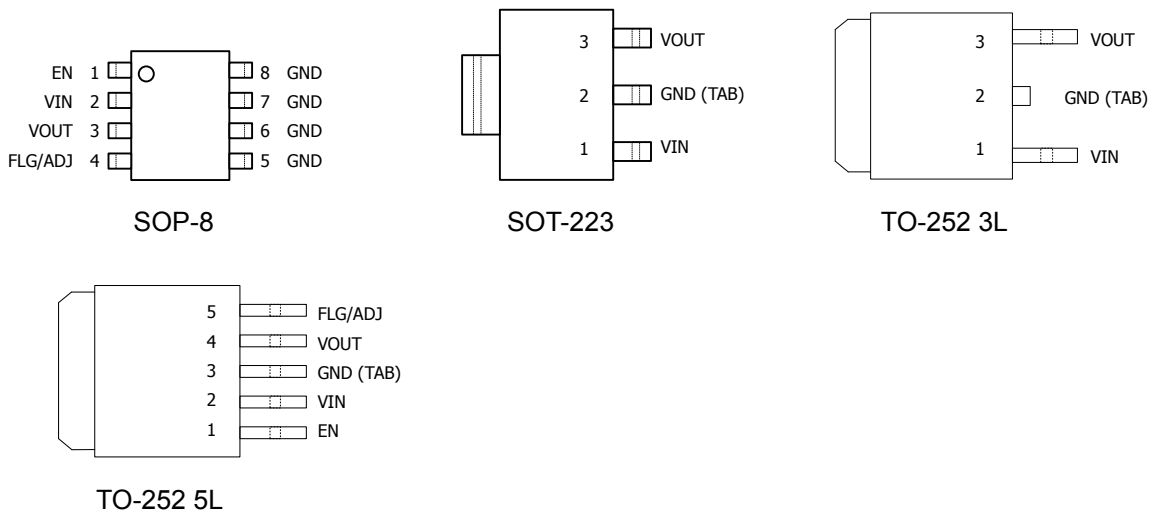 EN 1 8 GND
VIN 2 7 GND
VOUT 3 6 GND
FLG/ADJ 4 5 GND
SOP-8
3 VOUT
2 GND (TAB)
1 VIN
SOT-223
3 VOUT
2 GND (TAB)
1 VIN
TO-252 3L
5 FLG/ADJ
4 VOUT
3 GND (TAB)
2 VIN
1 EN
TO-252 5L